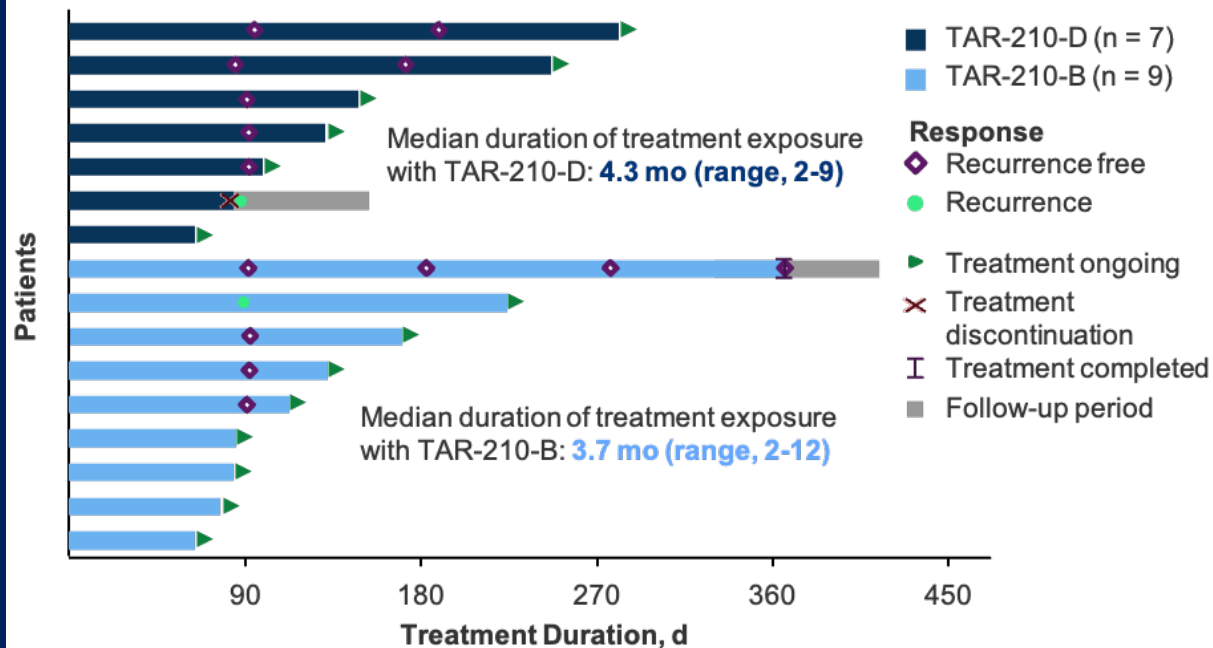 TAR-210-D (n = 7)
TAR-210-B (n = 9)
Response
Recurrence free
Recurrence
Treatment ongoing
Treatment
discontinuation
Treatment completed
Follow-up period
Median duration of treatment exposure
with TAR-210-D: 4.3 mo (range, 2-9)
Median duration of treatment exposure
with TAR-210-B: 3.7 mo (range, 2-12)
Patients
90 180 270 360 450
Treatment Duration, d